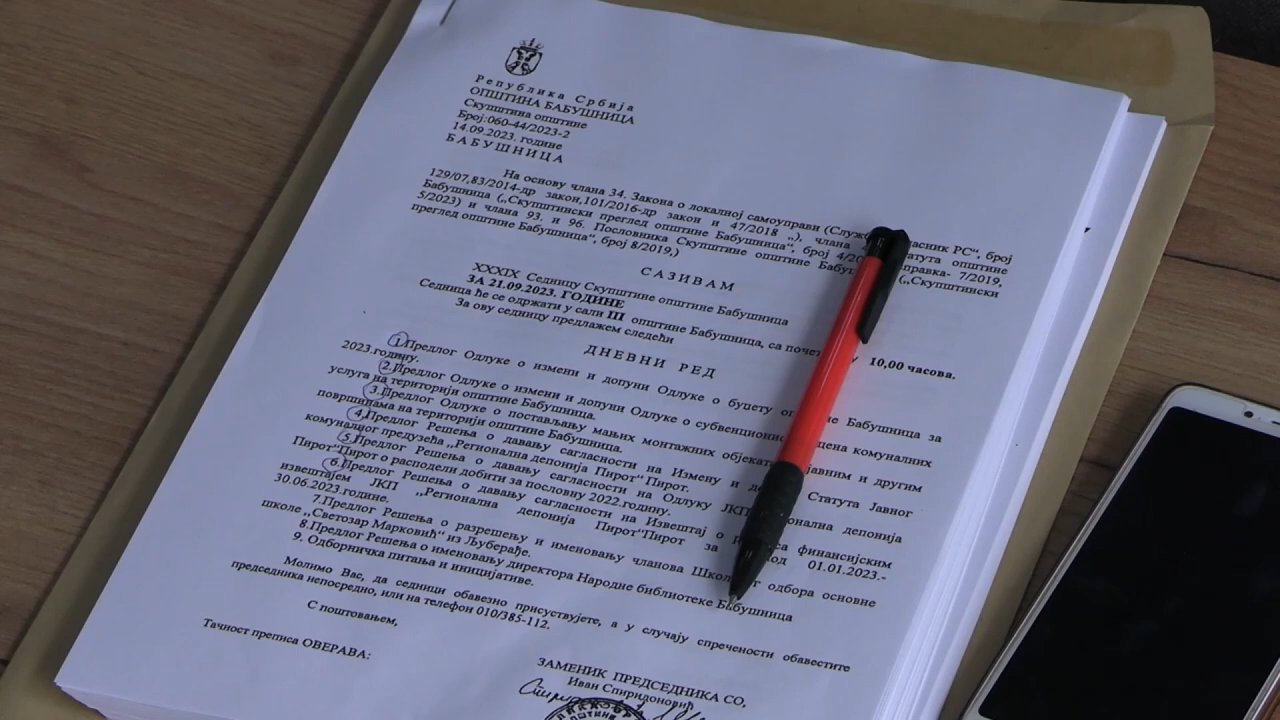 Република Србија
ОПШТИНА БАБУШНИЦА
Скупштина општине
Број:060-44/2023-2
14.09.2023. године
БАБУШНИЦА
На основу члана 34. Закона о локалној самоуправи РС“, број
129/07,83/2014-др закон,101/2016-др закон и 47/2018 „), члана општине
Бабушница („Скупштински преглед општине Бабушница“, број 7/2019,
5/2023) и члана 93. и 96. Пословника Скупштине општине („Скупштински
преглед општине Бабушница“, број 8/2019,)
САЗИВАМ
XXXIX Седницу Скупштине општине Бабушница
ЗА 21.09.2023. ГОДИНЕ
Седница ће се одржати у сали III општине Бабушница, са у 10,00 часова.
За ову седницу предлажем следећи
ДНЕВНИ РЕД
1.Предлог Одлуке о измени и допуни Одлуке о буџету Бабушница за
2023.годину.
2.Предлог Одлуке о измени и допуни Одлуке о комуналних
услуга на територији општине Бабушница.
3.Предлог Одлуке о постављању мањих монтажних јавним и другим
површинама на територији општине Бабушница.
4.Предлог Решења о давању сагласности на Измену и Статута Јавног
комуналног предузећа ,,Регионална депонија Пирот“ Пирот.
5.Предлог Решења о давању сагласности на Одлуку ЈКП депонија
Пирот“Пирот о расподели добити за пословну 2022.годину.
6.Предлог Решења о давању сагласности на Извештај о финансијским
извештајем ЈКП ,,Регионална депонија Пирот“Пирот за 01.01.2023.-
30.06.2023.године.
7.Предлог Решења о разрешењу и именовању чланова одбора основне
школе ,,Светозар Марковић“ из Љуберађе.
8.Предлог Решења о именовању директора Народне библиотеке Бабушница
9. Одборничка питања и иницијативе.
Молимо Вас, да седници обавезно присуствујете, а у случају спречености обавестите
председника непосредно, или на телефон 010/385-112.
С поштовањем,
Тачност преписа ОВЕРАВА:
ЗАМЕНИК ПРЕДСЕДНИКА СО,
Иван Спиридоновић